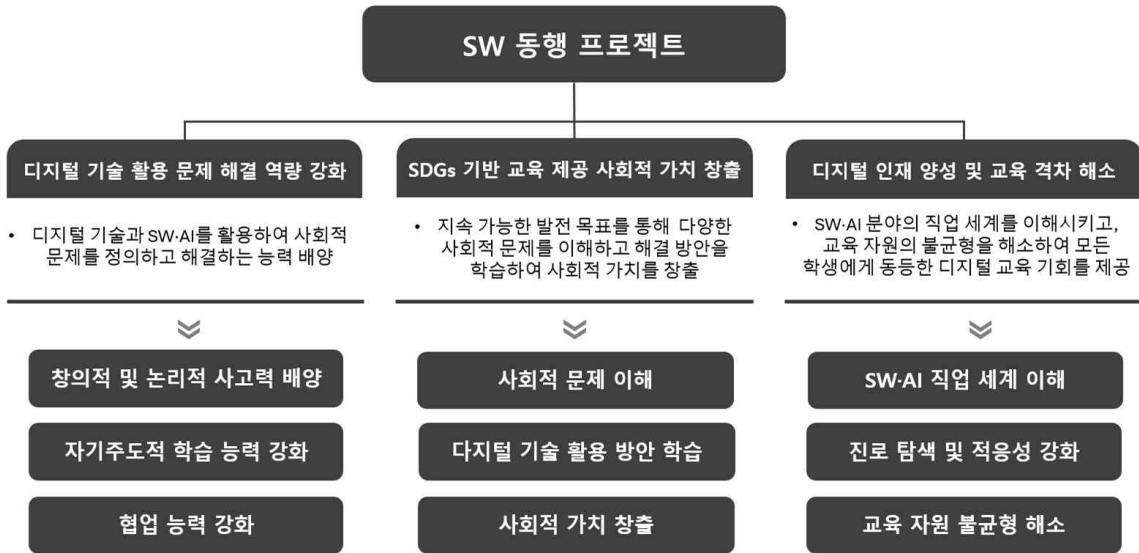 SW 동행 프로젝트
디지털 기술 활용 문제 해결 역량 강화
• 디지털 기술과 SW·AI를 활용하여 사회적
문제를 정의하고 해결하는 능력 배양
창의적 및 논리적 사고력 배양
자기주도적 학습 능력 강화
협업 능력 강화
SDGs 기반 교육 제공 사회적 가치 창출
• 지속 가능한 발전 목표를 통해 다양한
사회적 문제를 이해하고 해결 방안을
학습하여 사회적 가치를 창출
사회적 문제 이해
다지털 기술 활용 방안 학습
사회적 가치 창출
디지털 인재 양성 및 교육 격차 해소
• SW·AI 분야의 직업 세계를 이해시키고,
교육 자원의 불균형을 해소하여 모든
학생에게 동등한 디지털 교육 기회를 제공
SW·AI 직업 세계 이해
진로 탐색 및 적응성 강화
교육 자원 불균형 해소